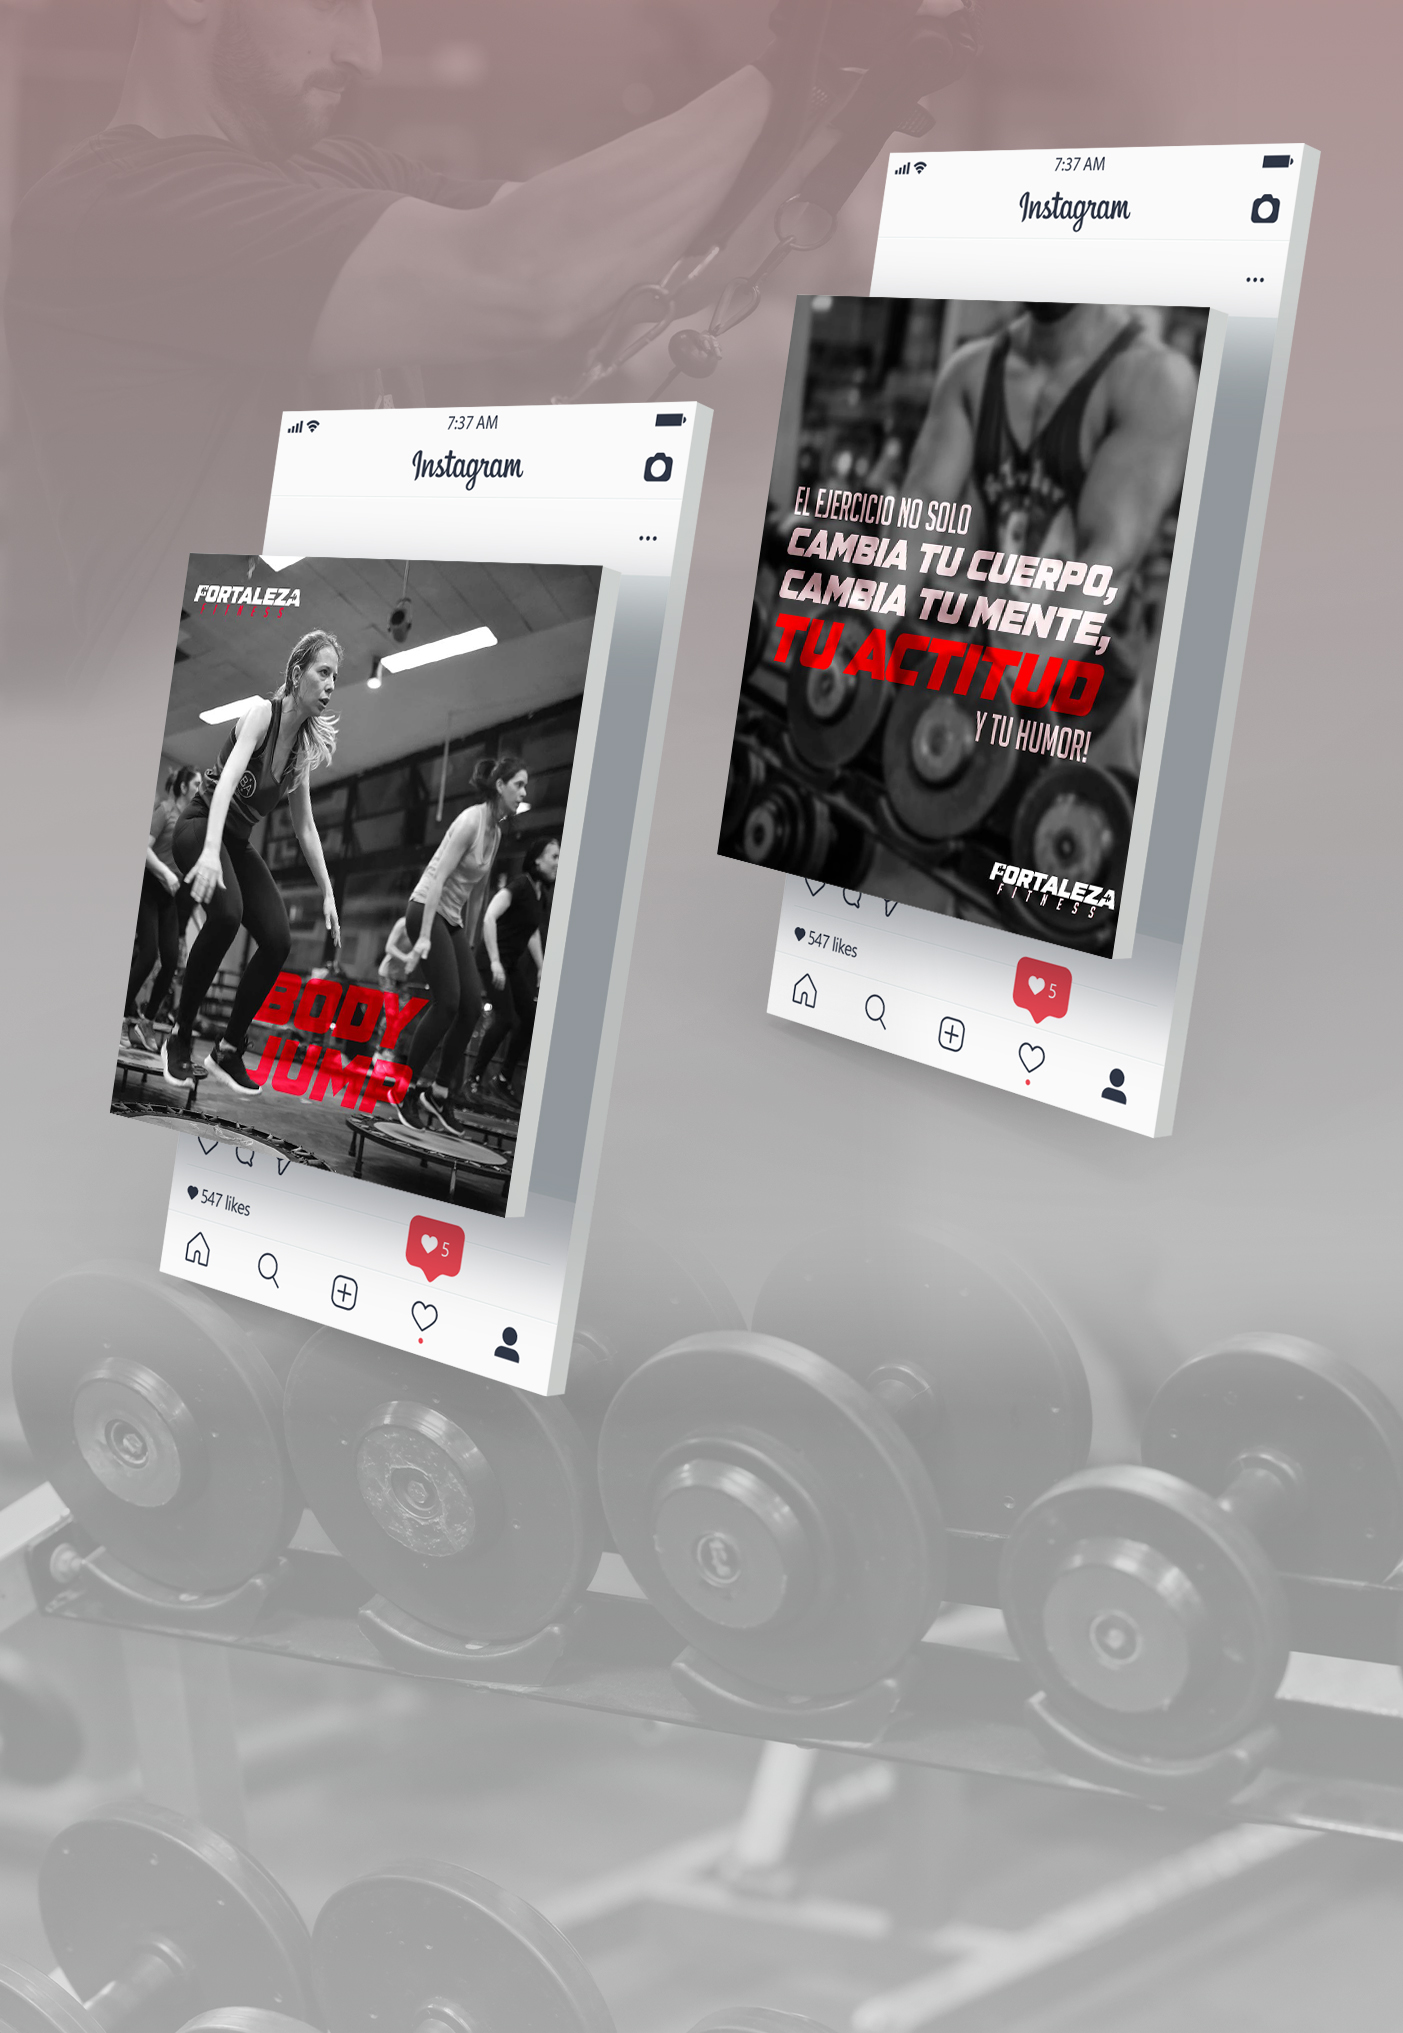 7:37 AM
Instagram
FORTALEZA
FITNESS
BODY
JUMP
547 likes
5
7:37 AM
Instagram
EL EJERCICIO NO SOLO
CAMBIA TU CUERPO,
CAMBIA TU MENTE,
TU ACTITUD
Y TU HUMOR!
FORTALEZA
FITNESS
547 likes
5